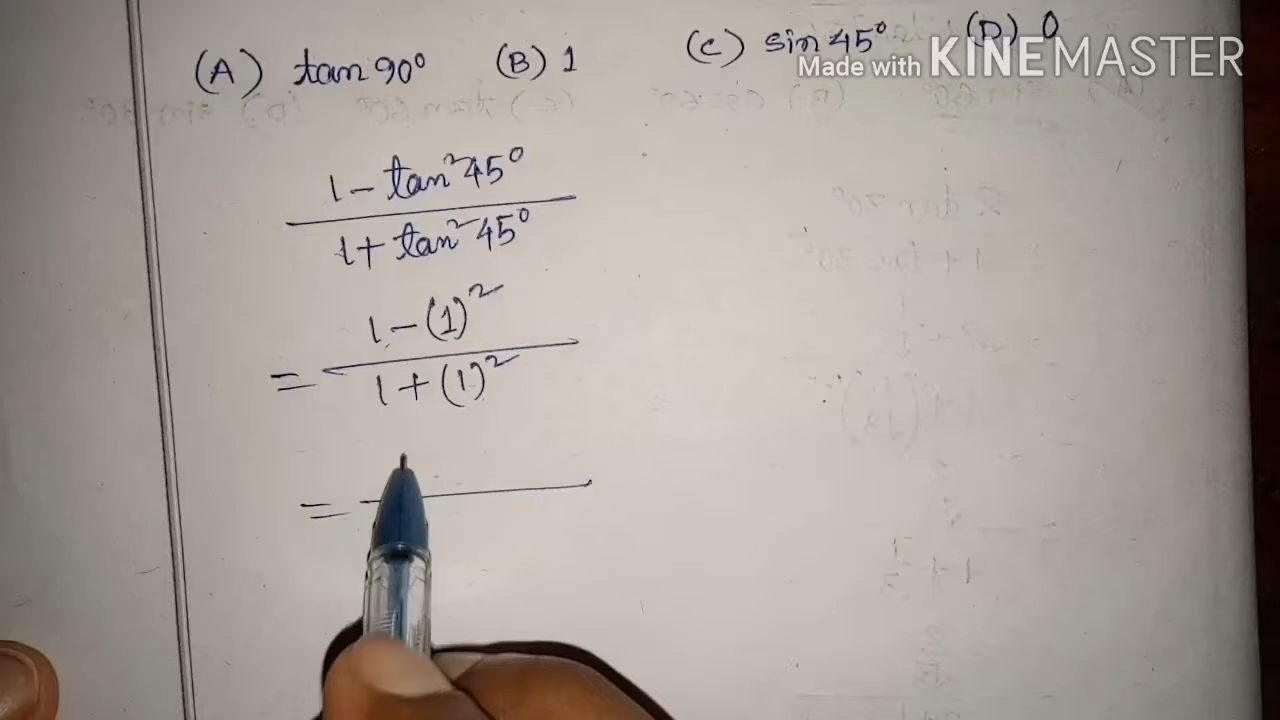 (A) tan 90° (B) 1 (C) sin 45° (D) 0
Made with KINEMASTER
1 - tan² 45°
1 + tan² 45°
= 1 - (1)²
1 + (1)²
=